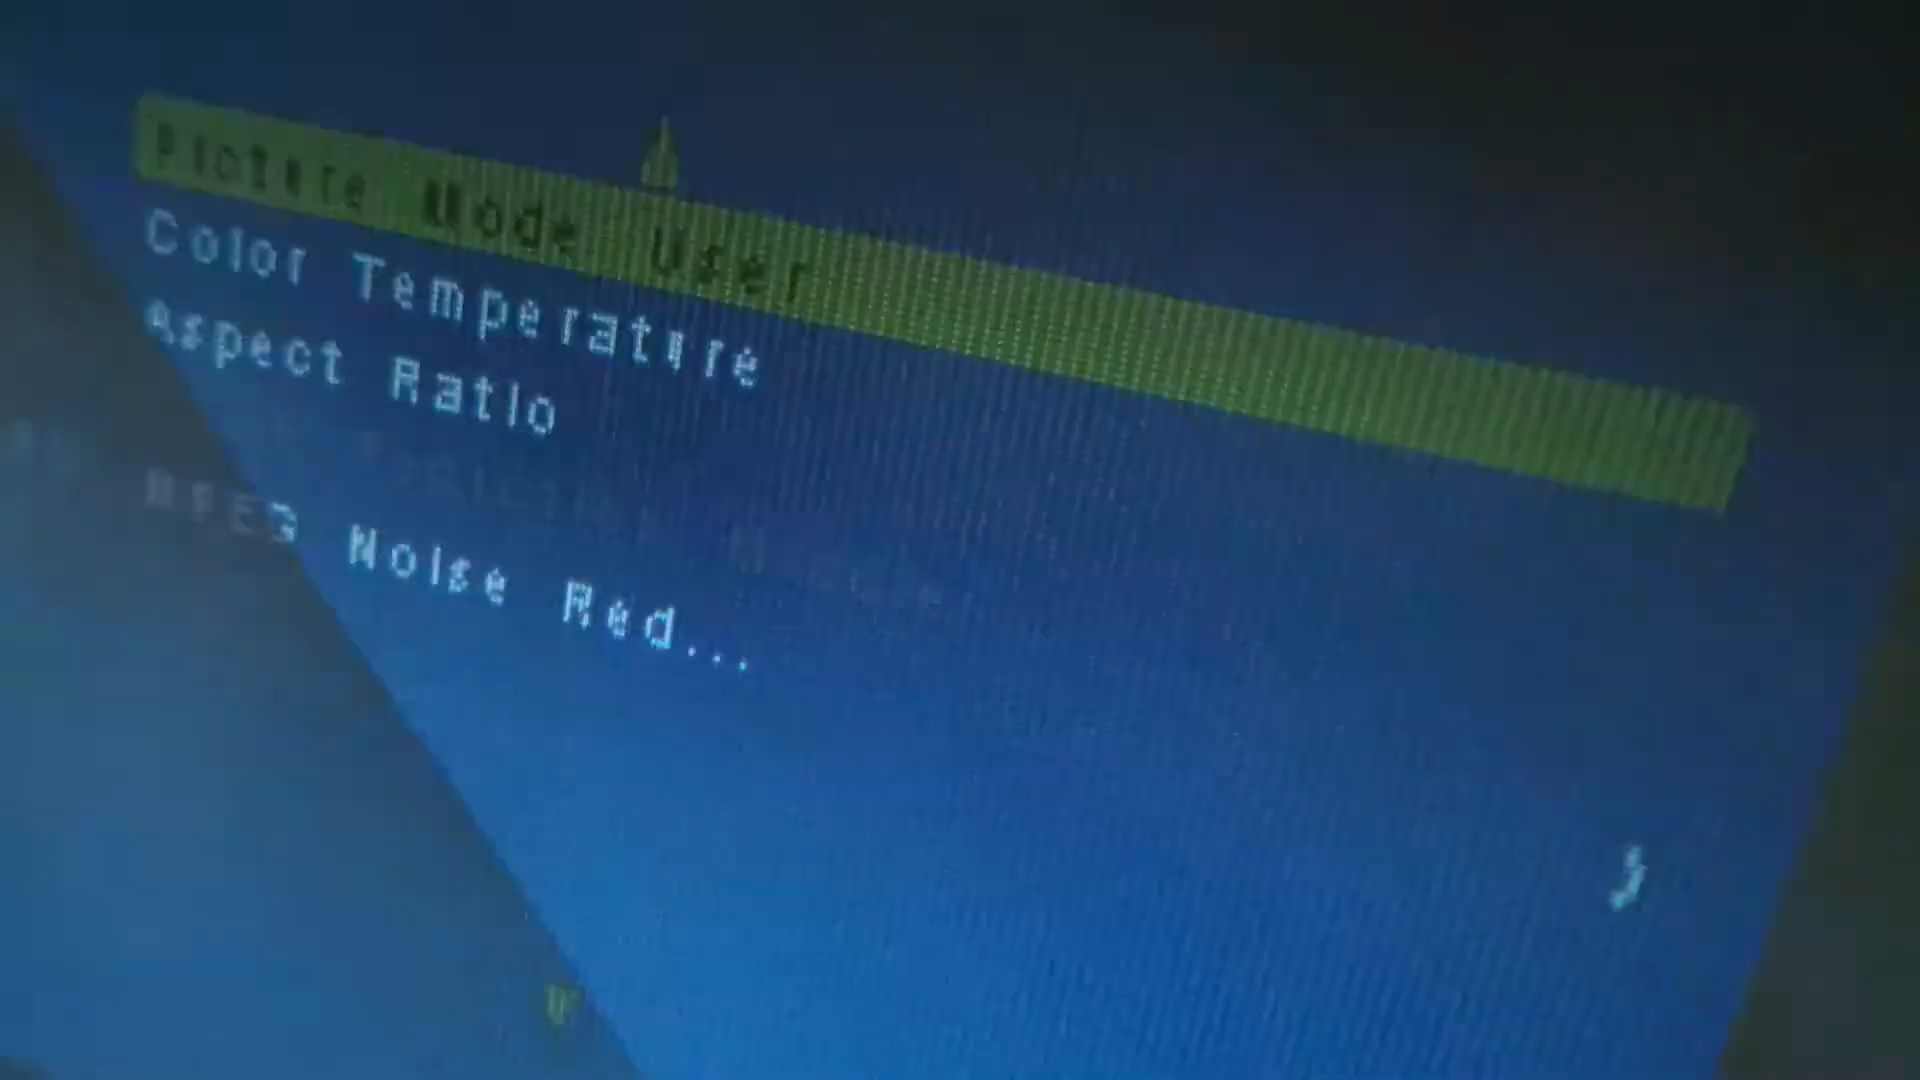 Picture Mode User
Color Temperature
Aspect Ratio
MPEG Noise Red...